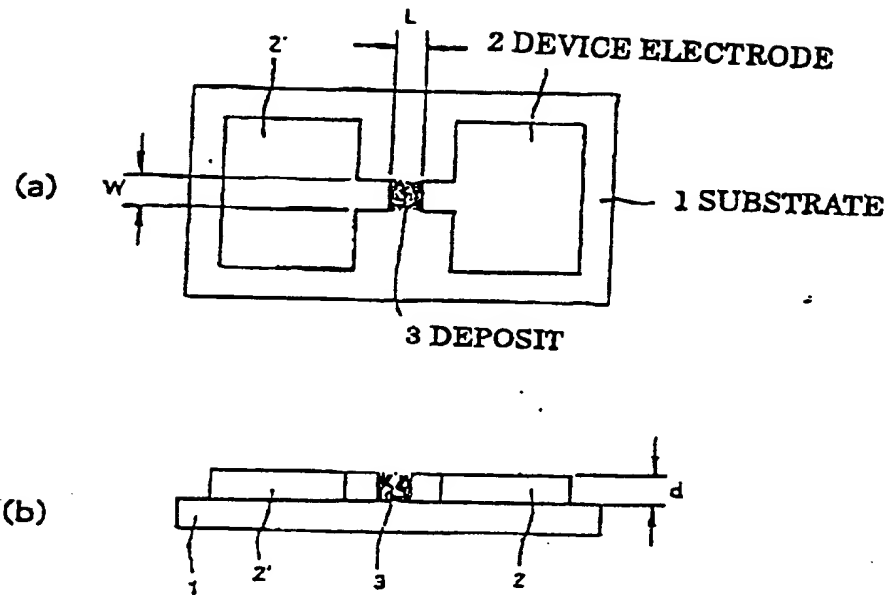 L
2' 2 DEVICE ELECTRODE
(a) W 1 SUBSTRATE
3 DEPOSIT
(b) d
1 2' 3 2